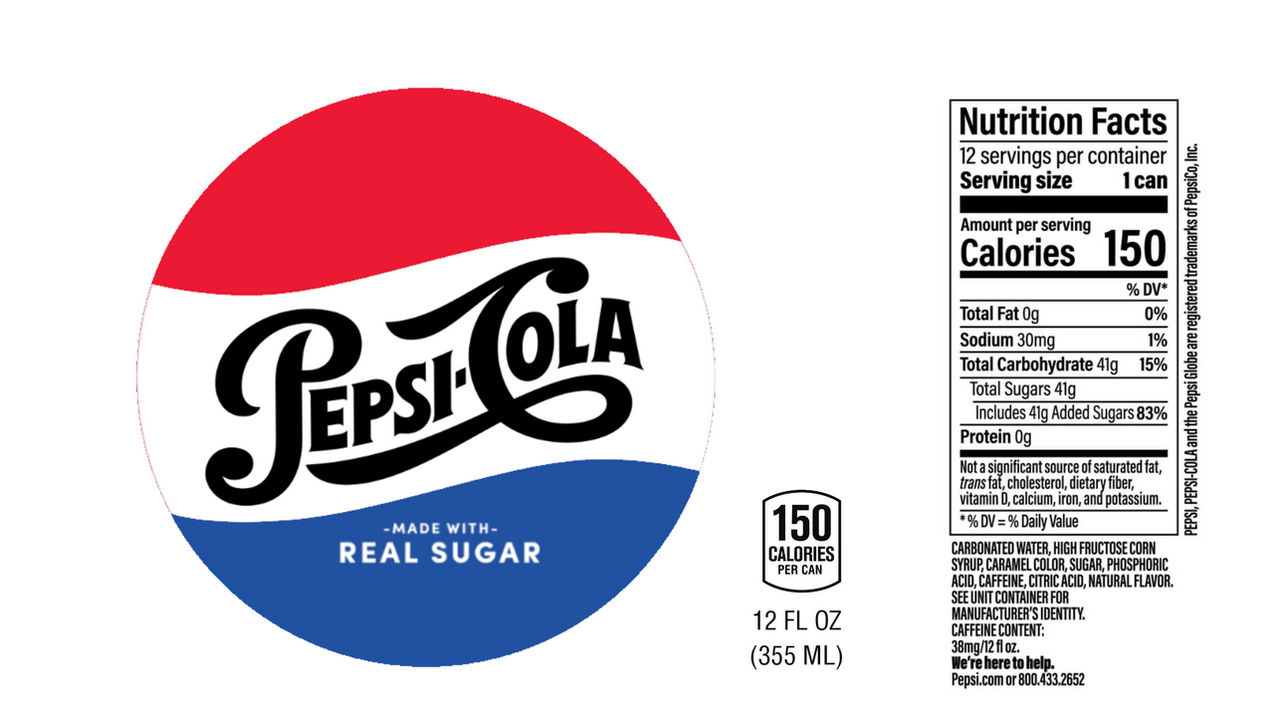 PEPSI-COLA
-MADE WITH-
REAL SUGAR
150
CALORIES
PER CAN
12 FL OZ
(355 ML)
Nutrition Facts
12 servings per container
Serving size 1 can
Amount per serving
Calories 150
% DV*
Total Fat 0g 0%
Sodium 30mg 1%
Total Carbohydrate 41g 15%
Total Sugars 41g
Includes 41g Added Sugars 83%
Protein 0g
Not a significant source of saturated fat,
trans fat, cholesterol, dietary fiber,
vitamin D, calcium, iron, and potassium.
* % DV = % Daily Value
CARBONATED WATER, HIGH FRUCTOSE CORN
SYRUP, CARAMEL COLOR, SUGAR, PHOSPHORIC
ACID, CAFFEINE, CITRIC ACID, NATURAL FLAVOR.
SEE UNIT CONTAINER FOR
MANUFACTURER'S IDENTITY.
CAFFEINE CONTENT:
38mg/12 fl oz.
We're here to help.
Pepsi.com or 800.433.2652
PEPSI, PEPSI-COLA and the Pepsi Globe are registered trademarks of PepsiCo, Inc.